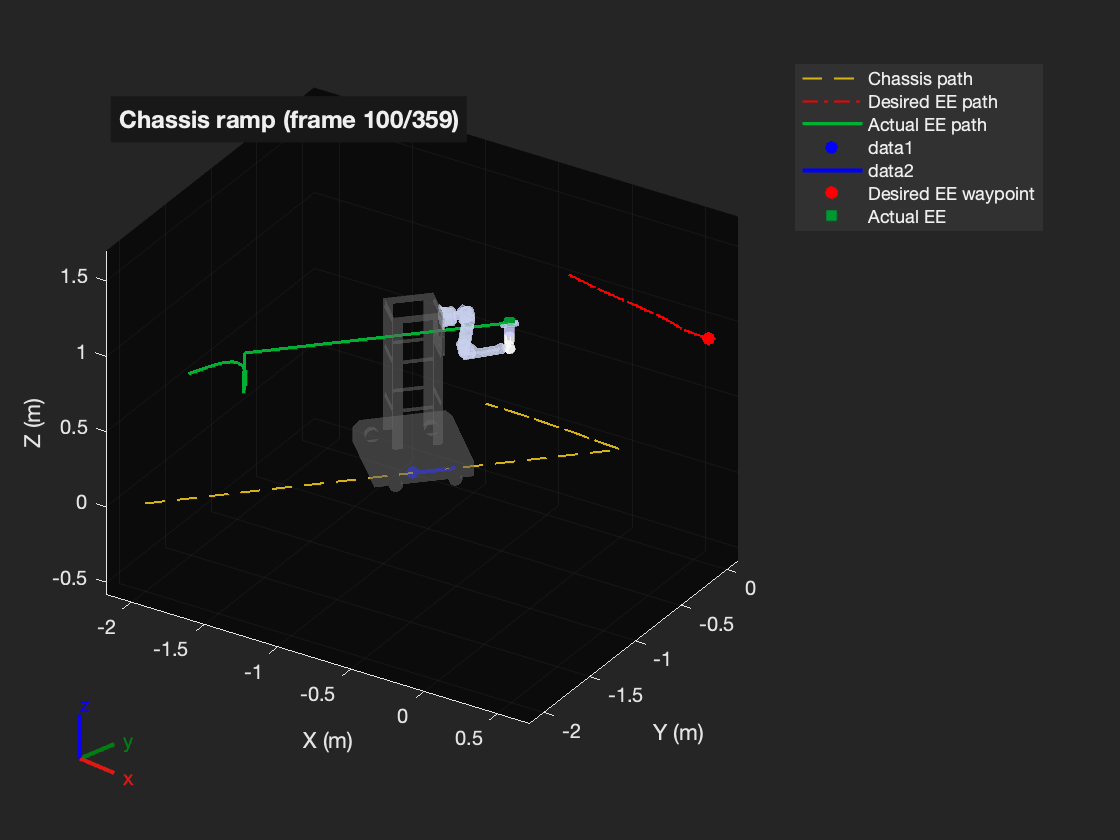 Chassis ramp (frame 100/359)
Chassis path
Desired EE path
Actual EE path
data1
data2
Desired EE waypoint
Actual EE
1.5
1
0.5
0
-0.5
Z (m)
-2
-1.5
-1
-0.5
0
0.5
X (m)
0
-0.5
-1
-1.5
-2
Y (m)
z
y
x